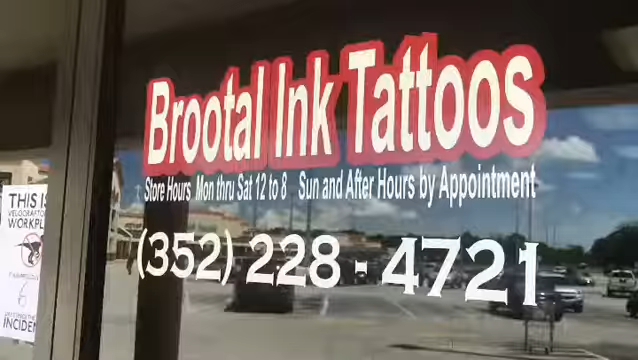 Brootal Ink Tattoos
Store Hours Mon thru Sat 12 to 8 Sun and After Hours by Appointment
(352) 228-4721
THIS IS
WORKPL
INCIDEN